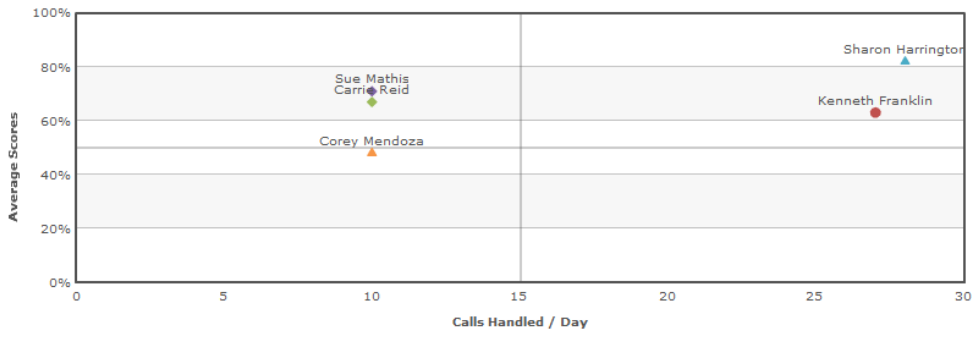 100%
Sharon Harrington
80%
Sue Mathis
Carrie Reid
Kenneth Franklin
60%
Corey Mendoza
40%
20%
0%
Average Scores
0 5 10 15 20 25 30
Calls Handled / Day